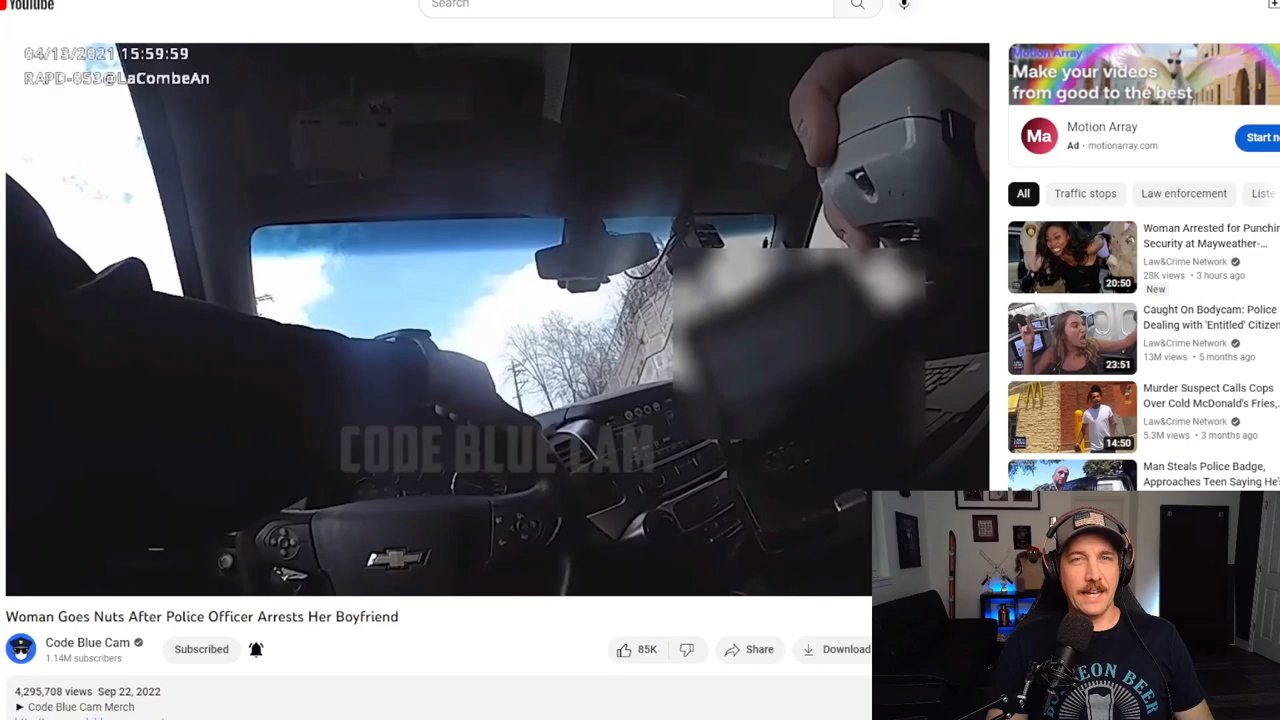 YouTube
Search
04/13/2021 15:59:59
RAPD-853@LaCombeAn
CODE BLUE CAM
Motion Array
Make your videos
from good to the best
Ma
Motion Array
Ad · motionarray.com
Start n
All
Traffic stops
Law enforcement
Liste
Woman Arrested for Punchin
Security at Mayweather-...
Law&Crime Network
28K views • 3 hours ago
New
20:50
Caught On Bodycam: Police
Dealing with 'Entitled' Citizen
Law&Crime Network
13M views • 5 months ago
23:51
Murder Suspect Calls Cops
Over Cold McDonald's Fries,
Law&Crime Network
5.3M views • 3 months ago
14:50
Man Steals Police Badge,
Approaches Teen Saying He's
Woman Goes Nuts After Police Officer Arrests Her Boyfriend
Code Blue Cam
1.14M subscribers
Subscribed
85K
Share
Download
4,295,708 views Sep 22, 2022
► Code Blue Cam Merch
BEER